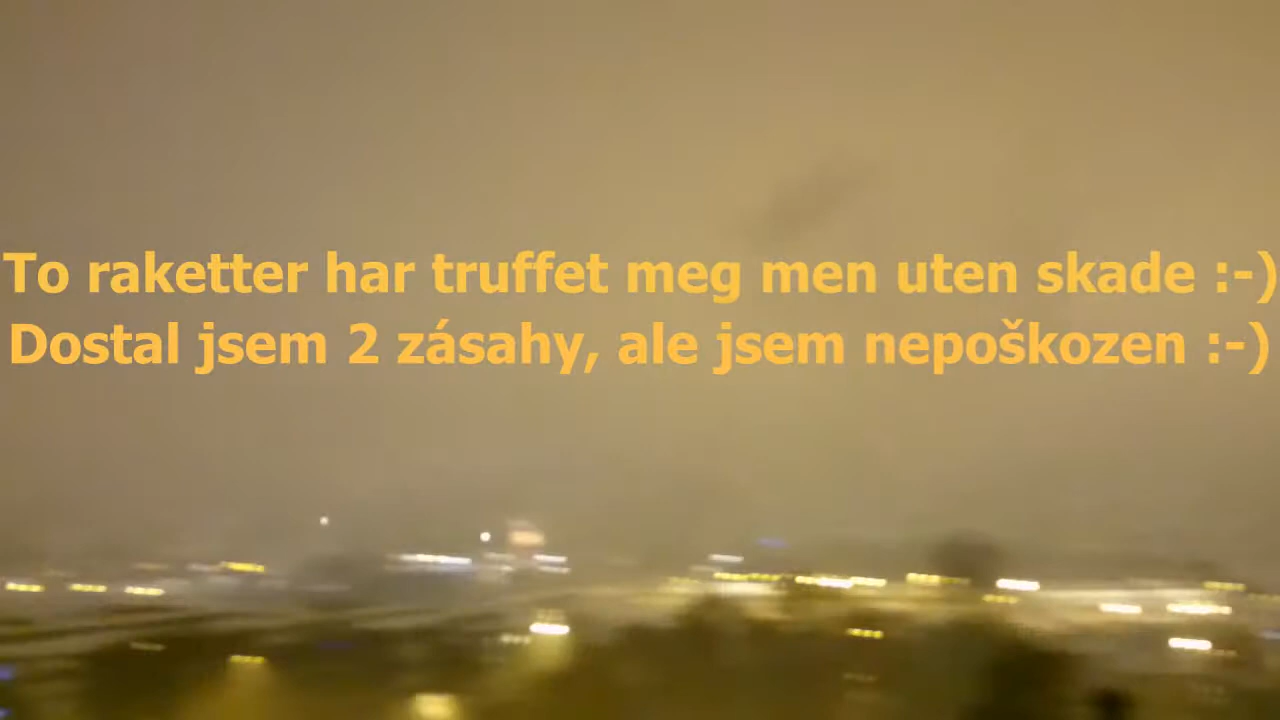 To raketter har truffet meg men uten skade :-)
Dostal jsem 2 zásahy, ale jsem nepoškozen :-)